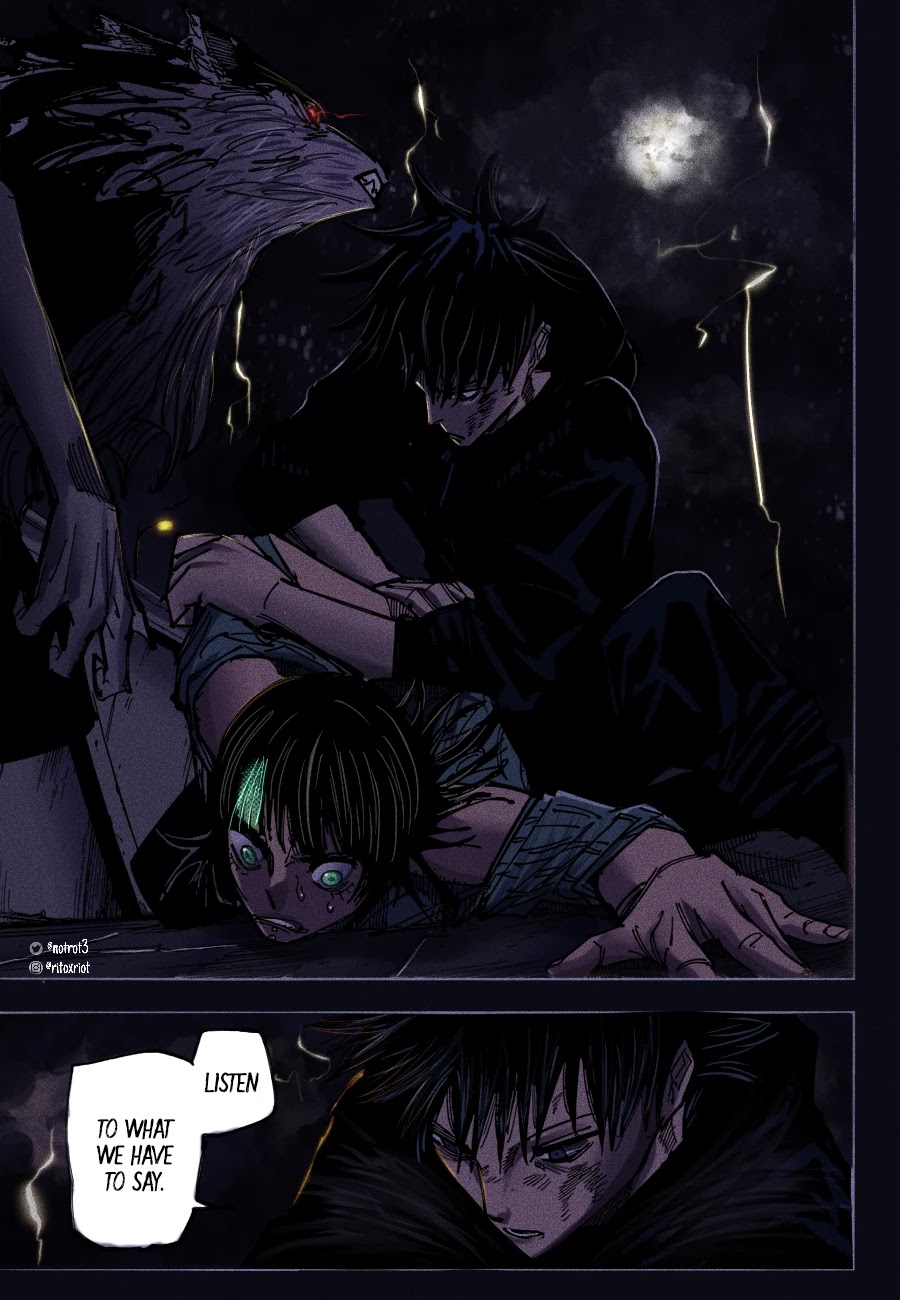 @notrot3
@ritoxriot
LISTEN
TO WHAT
WE HAVE
TO SAY.